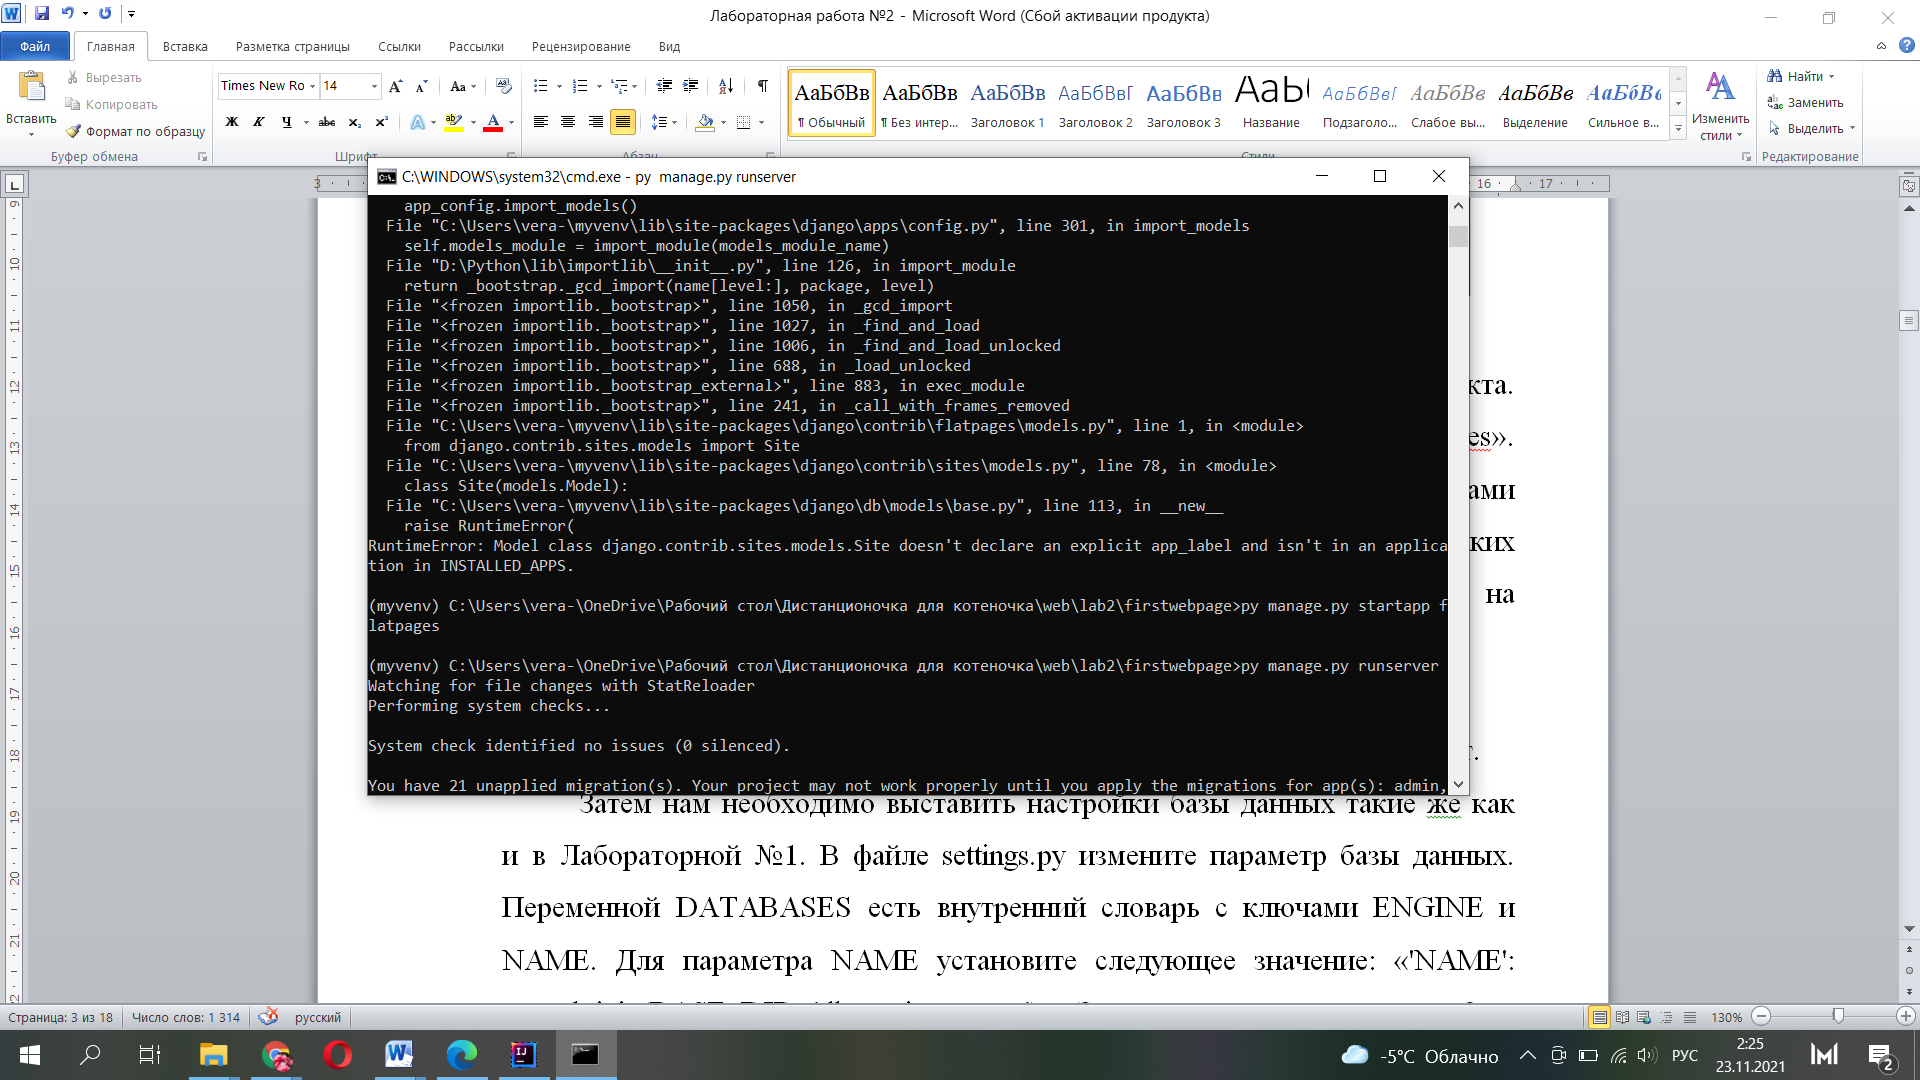 Лабораторная работа №2 - Microsoft Word (Сбой активации продукта)
Файл Главная Вставка Разметка страницы Ссылки Рассылки Рецензирование Вид
Вставить
Вырезать
Копировать
Формат по образцу
Буфер обмена
Times New Ro 14
Ж К Ч abc x₂ x²
Шрифт
Абзац
АаБбВв АаБбВв АаБбВв АаБбВвГ АаБбВв АаЬ АаБбВвГ АаБбВв АаБбВв АаБбВв
¶ Обычный ¶ Без интер... Заголовок 1 Заголовок 2 Заголовок 3 Название Подзаголо... Слабое вы... Выделение Сильное в...
Стили
Изменить
стили
Найти
Заменить
Выделить
Редактирование
C:\WINDOWS\system32\cmd.exe - py manage.py runserver
app_config.import_models()
File "C:\Users\vera-\myvenv\lib\site-packages\django\apps\config.py", line 301, in import_models
self.models_module = import_module(models_module_name)
File "D:\Python\lib\importlib\__init__.py", line 126, in import_module
return _bootstrap._gcd_import(name[level:], package, level)
File "<frozen importlib._bootstrap>", line 1050, in _gcd_import
File "<frozen importlib._bootstrap>", line 1027, in _find_and_load
File "<frozen importlib._bootstrap>", line 1006, in _find_and_load_unlocked
File "<frozen importlib._bootstrap>", line 688, in _load_unlocked
File "<frozen importlib._bootstrap_external>", line 883, in exec_module
File "<frozen importlib._bootstrap>", line 241, in _call_with_frames_removed
File "C:\Users\vera-\myvenv\lib\site-packages\django\contrib\flatpages\models.py", line 1, in <module>
from django.contrib.sites.models import Site
File "C:\Users\vera-\myvenv\lib\site-packages\django\contrib\sites\models.py", line 78, in <module>
class Site(models.Model):
File "C:\Users\vera-\myvenv\lib\site-packages\django\db\models\base.py", line 113, in __new__
raise RuntimeError(
RuntimeError: Model class django.contrib.sites.models.Site doesn't declare an explicit app_label and isn't in an applica
tion in INSTALLED_APPS.
(myvenv) C:\Users\vera-\OneDrive\Рабочий стол\Дистанционочка для котеночка\web\lab2\firstwebpage>py manage.py startapp f
latpages
(myvenv) C:\Users\vera-\OneDrive\Рабочий стол\Дистанционочка для котеночка\web\lab2\firstwebpage>py manage.py runserver
Watching for file changes with StatReloader
Performing system checks...
System check identified no issues (0 silenced).
You have 21 unapplied migration(s). Your project may not work properly until you apply the migrations for app(s): admin,
кта.
es».
ами
ких
на
т.
Затем нам необходимо выставить настройки базы данных такие же как
и в Лабораторной №1. В файле settings.py измените параметр базы данных.
Переменной DATABASES есть внутренний словарь с ключами ENGINE и
NAME. Для параметра NAME установите следующее значение: «'NAME':
Страница: 3 из 18 Число слов: 1 314 русский 130%
-5°C Облачно РУС 2:25
23.11.2021
2